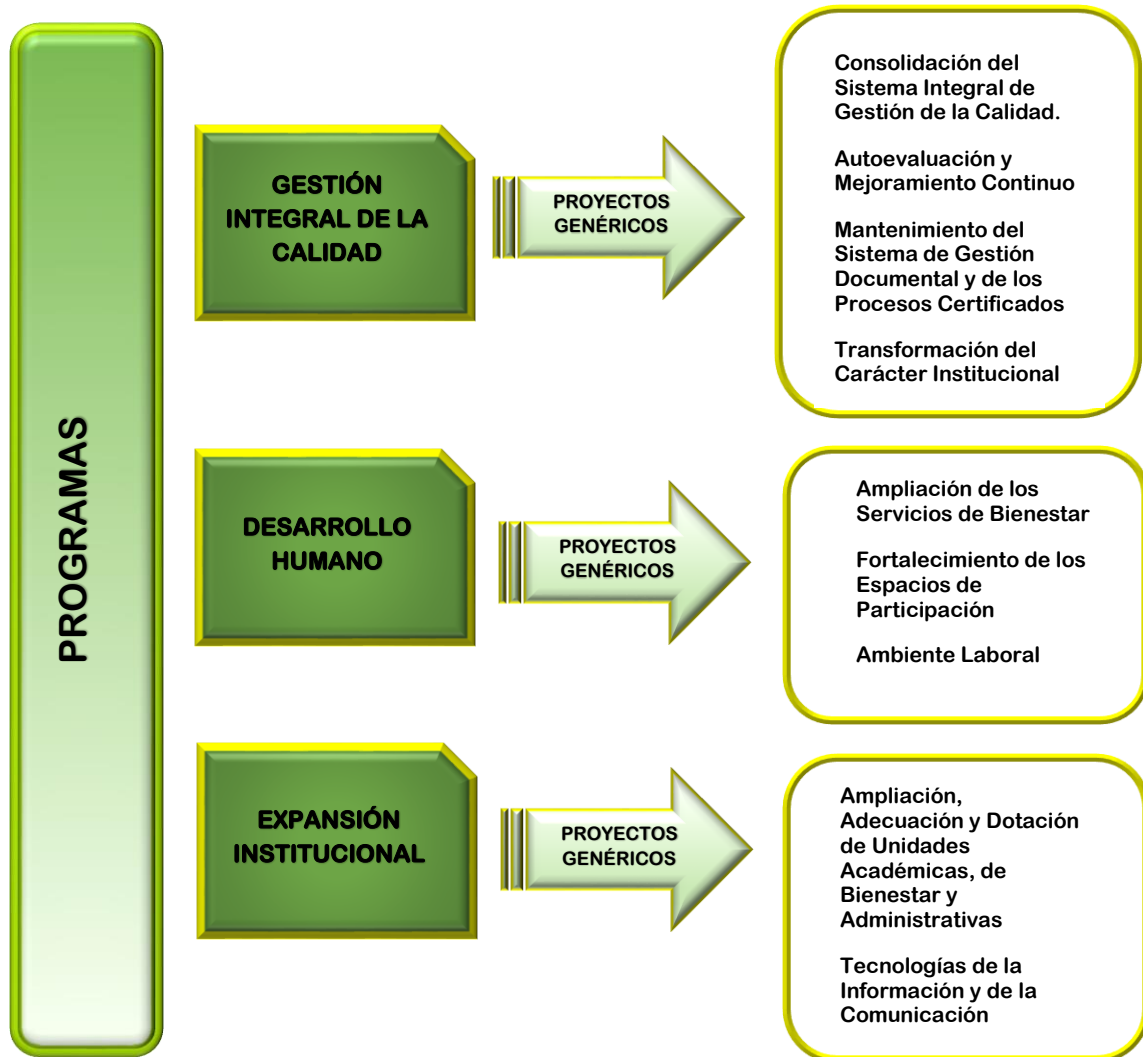 PROGRAMAS
GESTIÓN
INTEGRAL DE LA
CALIDAD
PROYECTOS
GENÉRICOS
Consolidación del
Sistema Integral de
Gestión de la Calidad.
Autoevaluación y
Mejoramiento Continuo
Mantenimiento del
Sistema de Gestión
Documental y de los
Procesos Certificados
Transformación del
Carácter Institucional
DESARROLLO
HUMANO
PROYECTOS
GENÉRICOS
Ampliación de los
Servicios de Bienestar
Fortalecimiento de los
Espacios de
Participación
Ambiente Laboral
EXPANSIÓN
INSTITUCIONAL
PROYECTOS
GENÉRICOS
Ampliación,
Adecuación y Dotación
de Unidades
Académicas, de
Bienestar y
Administrativas
Tecnologías de la
Información y de la
Comunicación